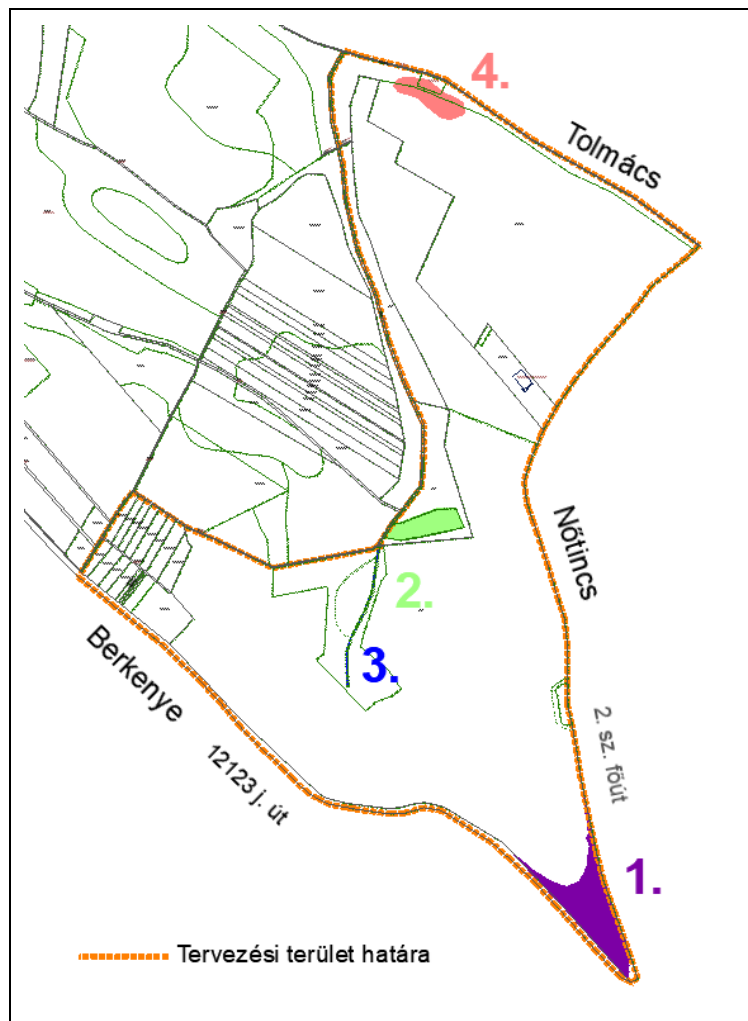 4.
Tolmács
Nőtincs
2.
3.
Berkenye
12123 j. út
2. sz. főút
1.
Tervezési terület határa